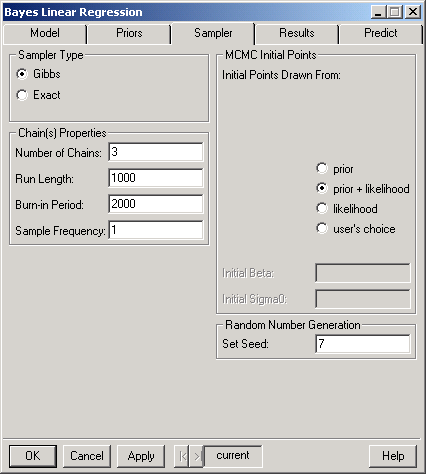 Bayes Linear Regression
Model Priors Sampler Results Predict
Sampler Type
Gibbs
Exact
Chain(s) Properties
Number of Chains: 3
Run Length: 1000
Burn-in Period: 2000
Sample Frequency: 1
MCMC Initial Points
Initial Points Drawn From:
prior
prior + likelihood
likelihood
user's choice
Initial Beta:
Initial Sigma0:
Random Number Generation
Set Seed: 7
OK Cancel Apply current Help